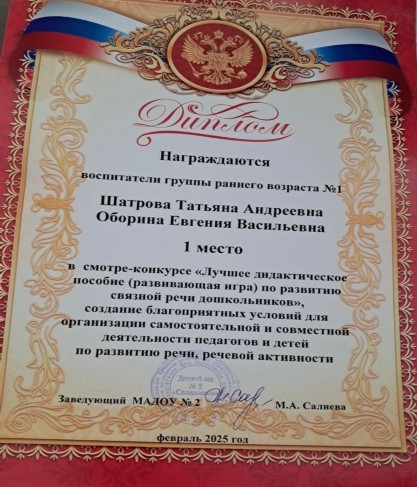 Диплом
Награждаются
воспитатели группы раннего возраста №1
Шатрова Татьяна Андреевна
Оборина Евгения Васильевна
1 место
в смотре-конкурсе «Лучшее дидактическое
пособие (развивающая игра) по развитию
связной речи дошкольников»,
создание благоприятных условий для
организации самостоятельной и совместной
деятельности педагогов и детей
по развитию речи, речевой активности
Детский сад
Заведующий МАДОУ № 2 М.А. Салиева
февраль 2025 год